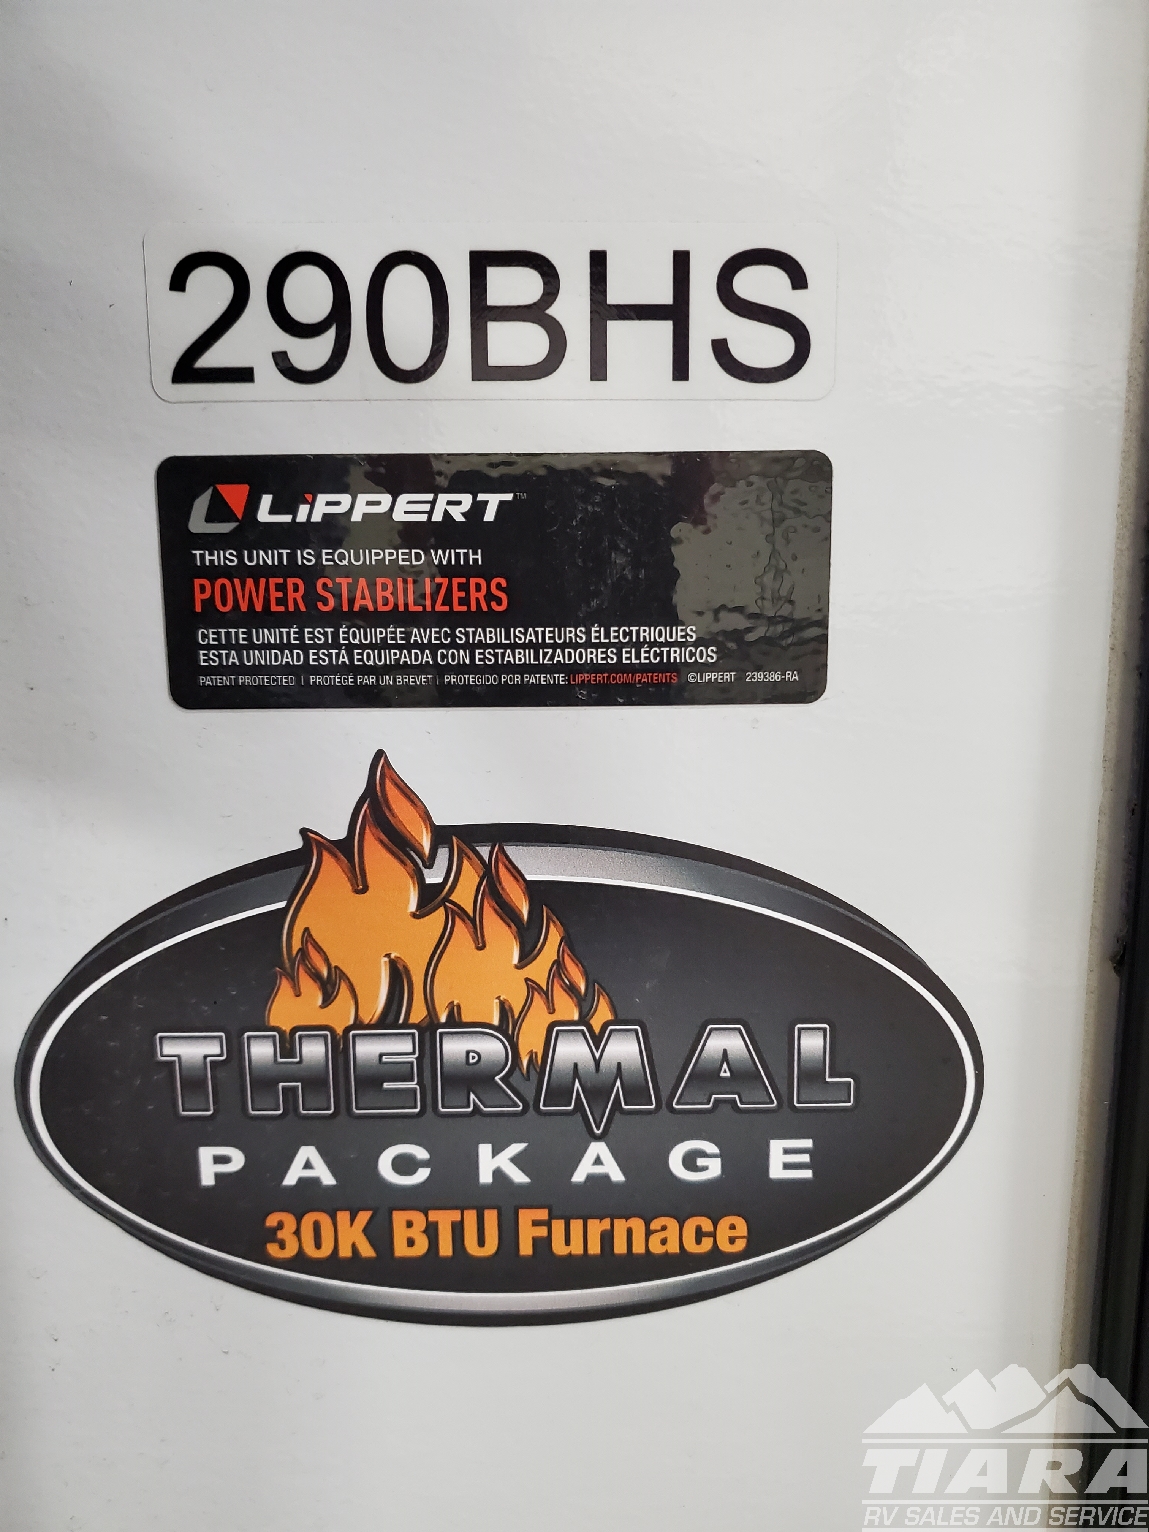 290BHS
LiPPERT™
THIS UNIT IS EQUIPPED WITH
POWER STABILIZERS
CETTE UNITÉ EST ÉQUIPÉE AVEC STABILISATEURS ÉLECTRIQUES
ESTA UNIDAD ESTÁ EQUIPADA CON ESTABILIZADORES ELÉCTRICOS
PATENT PROTECTED | PROTÉGÉ PAR UN BREVET | PROTEGIDO POR PATENTE: LIPPERT.COM/PATENTS ©LIPPERT 239386-RA
THERMAL
PACKAGE
30K BTU Furnace
TIARA
RV SALES AND SERVICE